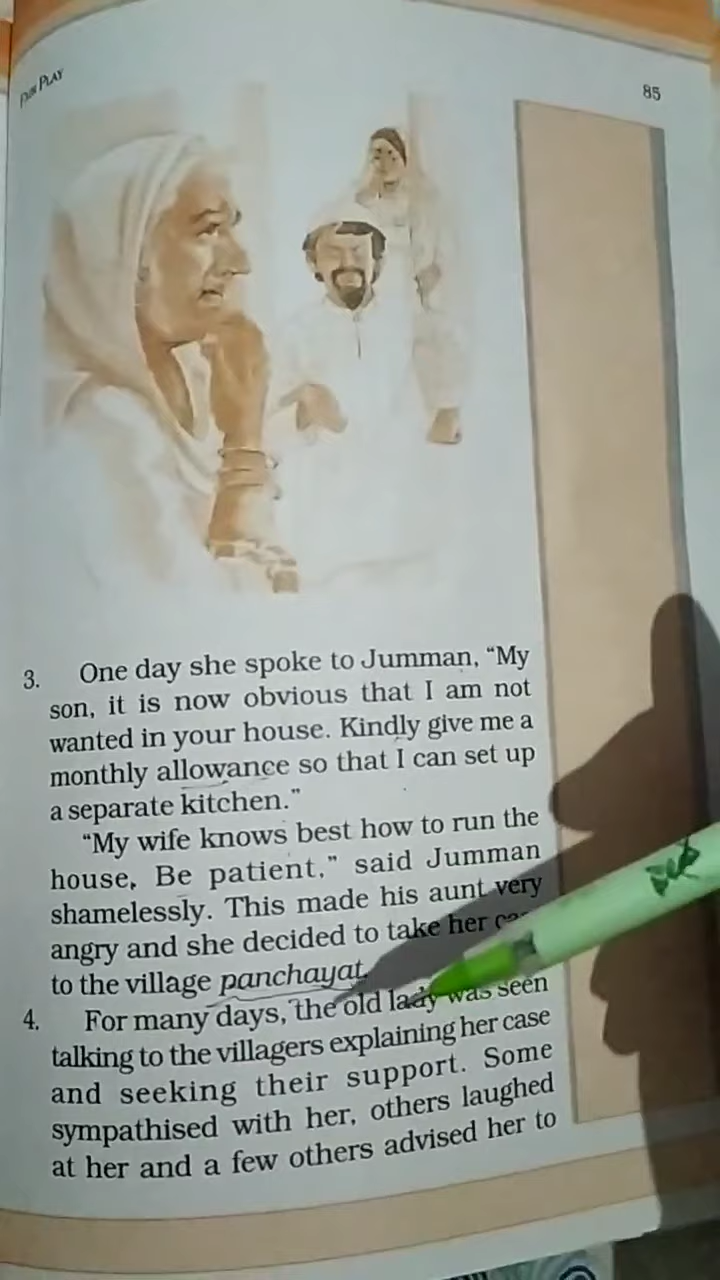 FAIR PLAY
85
3. One day she spoke to Jumman, “My
son, it is now obvious that I am not
wanted in your house. Kindly give me a
monthly allowance so that I can set up
a separate kitchen.”
“My wife knows best how to run the
house. Be patient,” said Jumman
shamelessly. This made his aunt very
angry and she decided to take her
to the village panchayat.
4. For many days, the old lady was seen
talking to the villagers explaining her case
and seeking their support. Some
sympathised with her, others laughed
at her and a few others advised her to